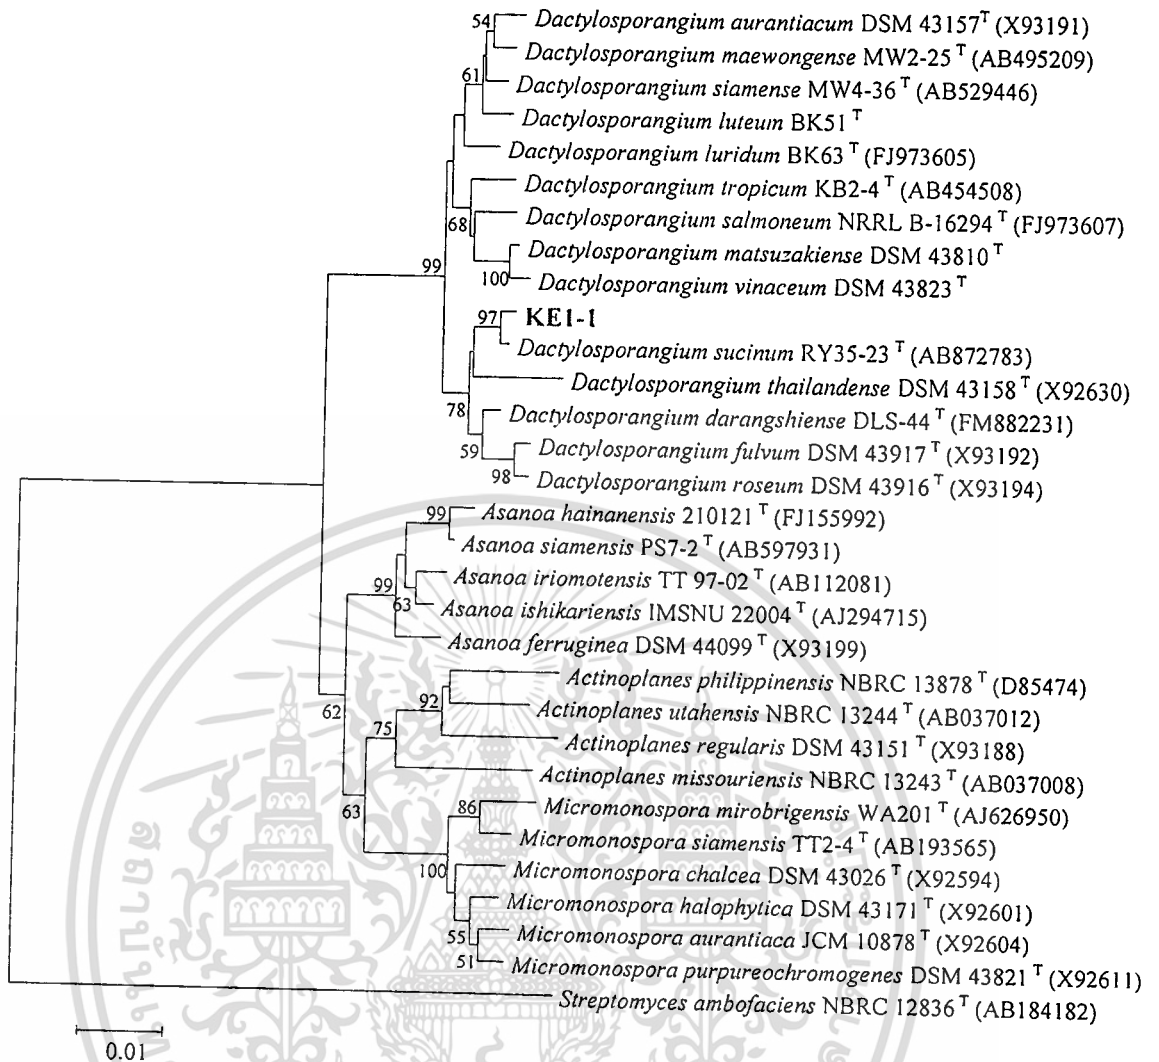 54 Dactylosporangium aurantiacum DSM 43157 T (X93191)
Dactylosporangium maewongense MW2-25 T (AB495209)
61 Dactylosporangium siamense MW4-36 T (AB529446)
Dactylosporangium luteum BK51 T
Dactylosporangium luridum BK63 T (FJ973605)
Dactylosporangium tropicum KB2-4 T (AB454508)
68 Dactylosporangium salmoneum NRRL B-16294 T (FJ973607)
Dactylosporangium matsuzakiense DSM 43810 T
99 100 Dactylosporangium vinaceum DSM 43823 T
97 KE1-1
Dactylosporangium sucinum RY35-23 T (AB872783)
Dactylosporangium thailandense DSM 43158 T (X92630)
78 Dactylosporangium darangshiense DLS-44 T (FM882231)
59 Dactylosporangium fulvum DSM 43917 T (X93192)
98 Dactylosporangium roseum DSM 43916 T (X93194)
99 Asanoa hainanensis 210121 T (FJ155992)
Asanoa siamensis PS7-2 T (AB597931)
99 Asanoa iriomotensis TT 97-02 T (AB112081)
63 Asanoa ishikariensis IMSNU 22004 T (AJ294715)
Asanoa ferruginea DSM 44099 T (X93199)
Actinoplanes philippinensis NBRC 13878 T (D85474)
62 92 Actinoplanes utahensis NBRC 13244 T (AB037012)
75 Actinoplanes regularis DSM 43151 T (X93188)
Actinoplanes missouriensis NBRC 13243 T (AB037008)
63 86 Micromonospora mirobrigensis WA201 T (AJ626950)
Micromonospora siamensis TT2-4 T (AB193565)
100 Micromonospora chalcea DSM 43026 T (X92594)
Micromonospora halophytica DSM 43171 T (X92601)
55 Micromonospora aurantiaca JCM 10878 T (X92604)
51 Micromonospora purpureochromogenes DSM 43821 T (X92611)
Streptomyces ambofaciens NBRC 12836 T (AB184182)
0.01